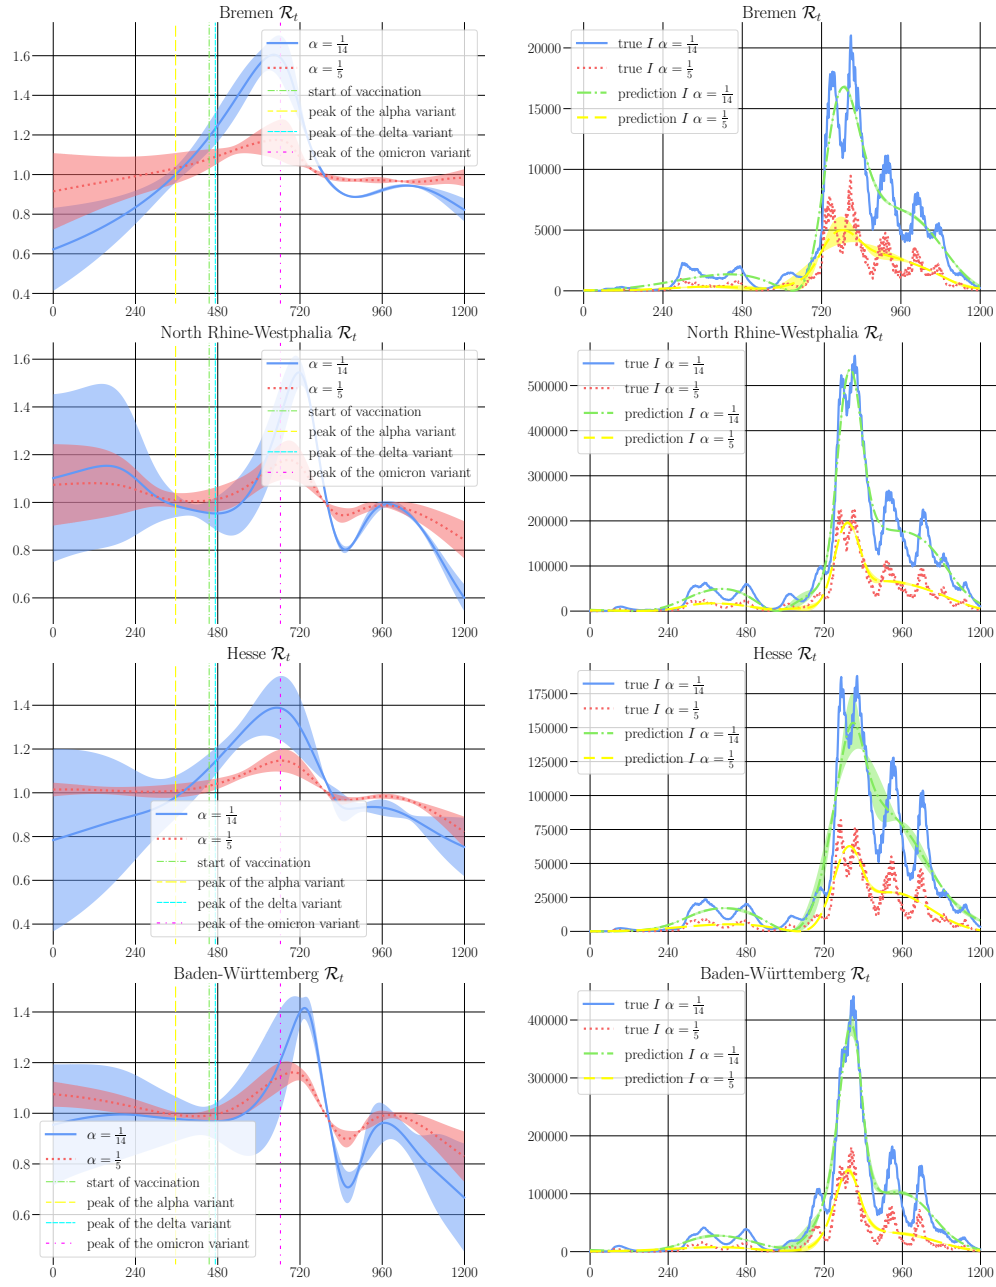 Bremen 𝓡ₜ
1.6
1.4
1.2
1.0
0.8
0.6
0.4
0
240
480
720
960
1200
α = 1/14
α = 1/5
start of vaccination
peak of the alpha variant
peak of the delta variant
peak of the omicron variant
Bremen 𝓡ₜ
20000
15000
10000
5000
0
0
240
480
720
960
1200
true I α = 1/14
true I α = 1/5
prediction I α = 1/14
prediction I α = 1/5
North Rhine-Westphalia 𝓡ₜ
1.6
1.4
1.2
1.0
0.8
0.6
0
240
480
720
960
1200
α = 1/14
α = 1/5
start of vaccination
peak of the alpha variant
peak of the delta variant
peak of the omicron variant
North Rhine-Westphalia 𝓡ₜ
500000
400000
300000
200000
100000
0
0
240
480
720
960
1200
true I α = 1/14
true I α = 1/5
prediction I α = 1/14
prediction I α = 1/5
Hesse 𝓡ₜ
1.4
1.2
1.0
0.8
0.6
0.4
0
240
480
720
960
1200
α = 1/14
α = 1/5
start of vaccination
peak of the alpha variant
peak of the delta variant
peak of the omicron variant
Hesse 𝓡ₜ
175000
150000
125000
100000
75000
50000
25000
0
0
240
480
720
960
1200
true I α = 1/14
true I α = 1/5
prediction I α = 1/14
prediction I α = 1/5
Baden-Württemberg 𝓡ₜ
1.4
1.2
1.0
0.8
0.6
0
240
480
720
960
1200
α = 1/14
α = 1/5
start of vaccination
peak of the alpha variant
peak of the delta variant
peak of the omicron variant
Baden-Württemberg 𝓡ₜ
400000
300000
200000
100000
0
0
240
480
720
960
1200
true I α = 1/14
true I α = 1/5
prediction I α = 1/14
prediction I α = 1/5